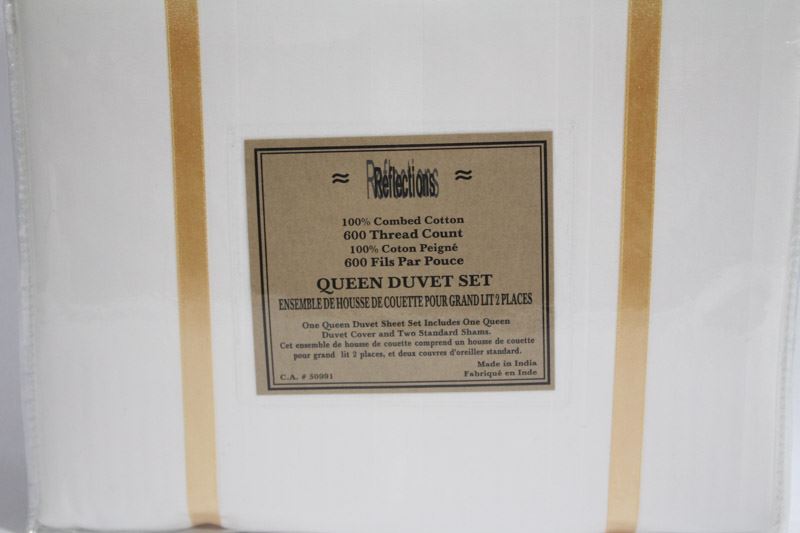 ≈ Réflections ≈
100% Combed Cotton
600 Thread Count
100% Coton Peigné
600 Fils Par Pouce
QUEEN DUVET SET
ENSEMBLE DE HOUSSE DE COUETTE POUR GRAND LIT 2 PLACES
One Queen Duvet Sheet Set Includes One Queen
Duvet Cover and Two Standard Shams.
Cet ensemble de housse de couette comprend un housse de couette
pour grand lit 2 places, et deux couvres d'oreiller standard.
Made in India
C.A. # 50991 Fabriqué en Inde